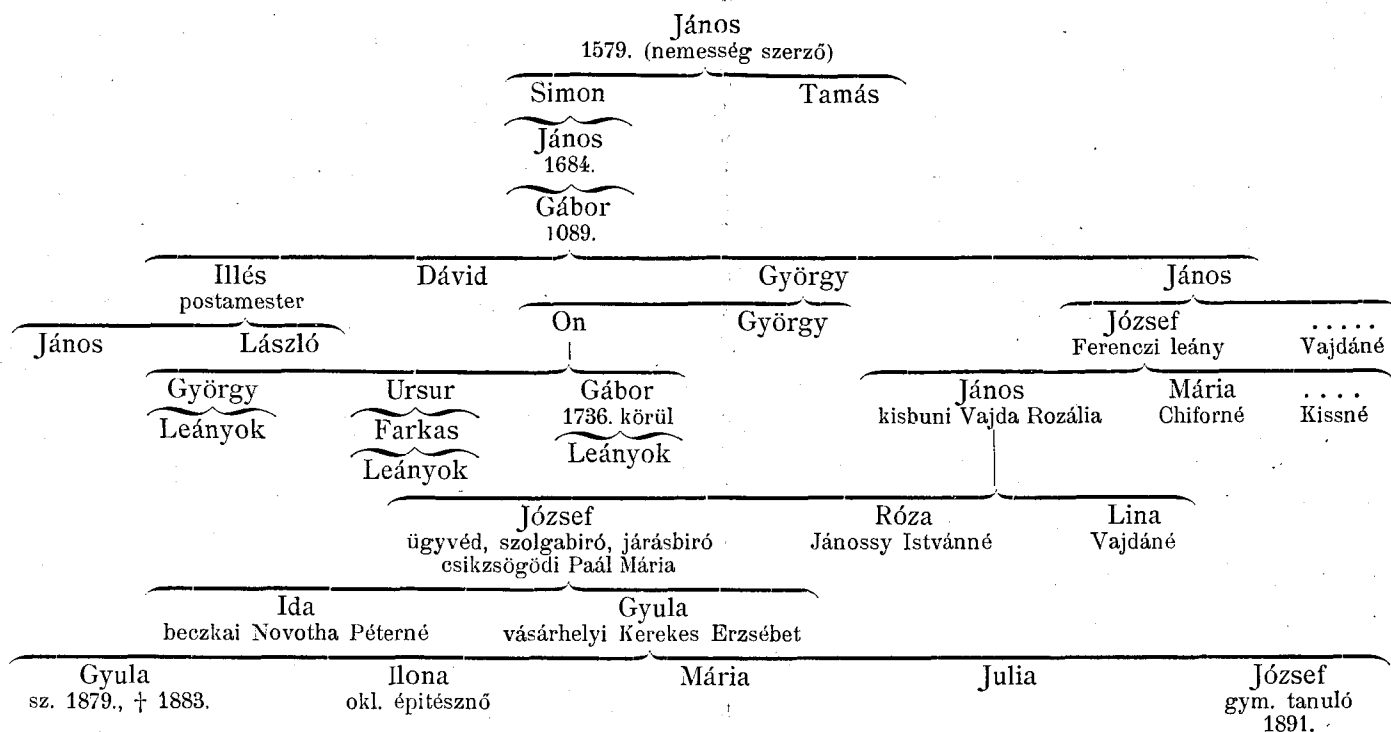 János
1579. (nemesség szerző)
Simon Tamás
János
1684.
Gábor
1089.
Illés Dávid György János
postamester
On György József .....
János László Ferenczi leány Vajdáné
György Ursur Gábor János Mária ....
1736. körül kisbuni Vajda Rozália Chiforné Kissné
Leányok Farkas Leányok
Leányok
József Róza Lina
ügyvéd, szolgabiró, járásbiró Jánossy Istvánné Vajdáné
csikzsögödi Paál Mária
Ida Gyula
beczkai Novotha Péterné vásárhelyi Kerekes Erzsébet
Gyula Ilona Mária Julia József
sz. 1879., † 1883. okl. épitésznő gym. tanuló
1891.